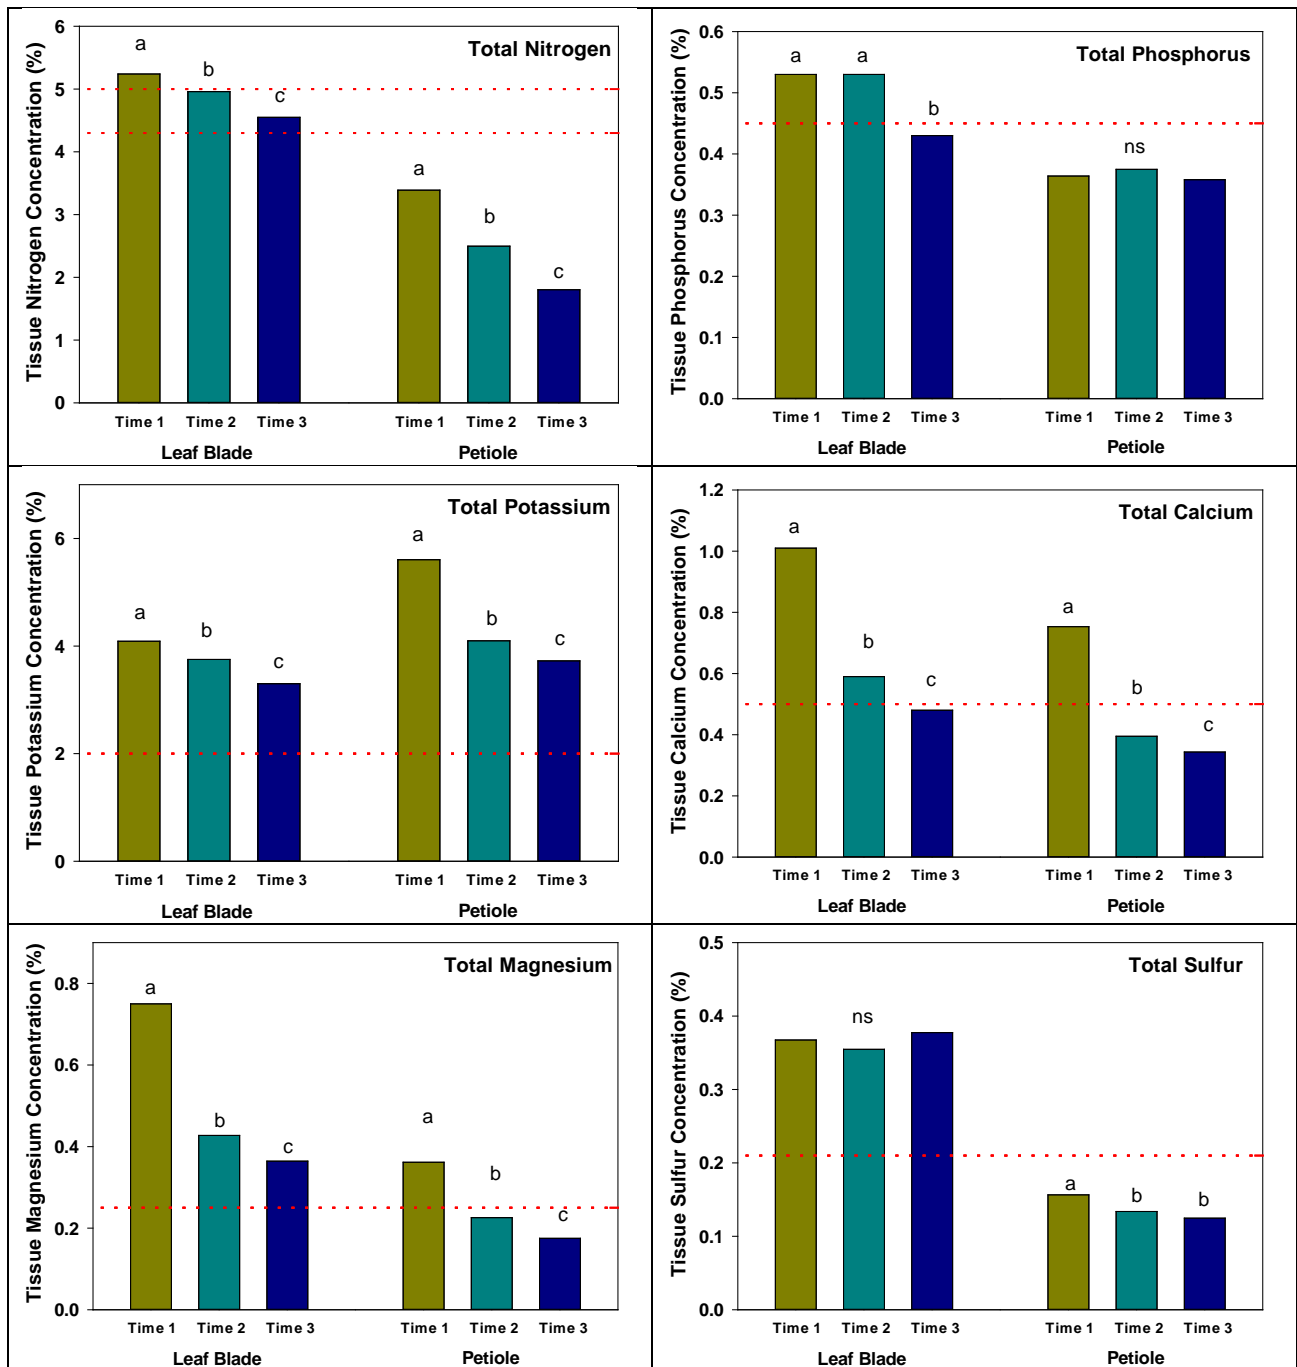 Total Nitrogen
Tissue Nitrogen Concentration (%)
6
5
4
3
2
1
0
a
b
c
a
b
c
Time 1 Time 2 Time 3 Time 1 Time 2 Time 3
Leaf Blade Petiole
Total Phosphorus
Tissue Phosphorus Concentration (%)
0.6
0.5
0.4
0.3
0.2
0.1
0.0
a a
b
ns
Time 1 Time 2 Time 3 Time 1 Time 2 Time 3
Leaf Blade Petiole
Total Potassium
Tissue Potassium Concentration (%)
6
4
2
0
a
b
c
a
b
c
Time 1 Time 2 Time 3 Time 1 Time 2 Time 3
Leaf Blade Petiole
Total Calcium
Tissue Calcium Concentration (%)
1.2
1.0
0.8
0.6
0.4
0.2
0.0
a
b
c
a
b
c
Time 1 Time 2 Time 3 Time 1 Time 2 Time 3
Leaf Blade Petiole
Total Magnesium
Tissue Magnesium Concentration (%)
0.8
0.6
0.4
0.2
0.0
a
b
c
a
b
c
Time 1 Time 2 Time 3 Time 1 Time 2 Time 3
Leaf Blade Petiole
Total Sulfur
Tissue Sulfur Concentration (%)
0.5
0.4
0.3
0.2
0.1
0.0
ns
a
b b
Time 1 Time 2 Time 3 Time 1 Time 2 Time 3
Leaf Blade Petiole